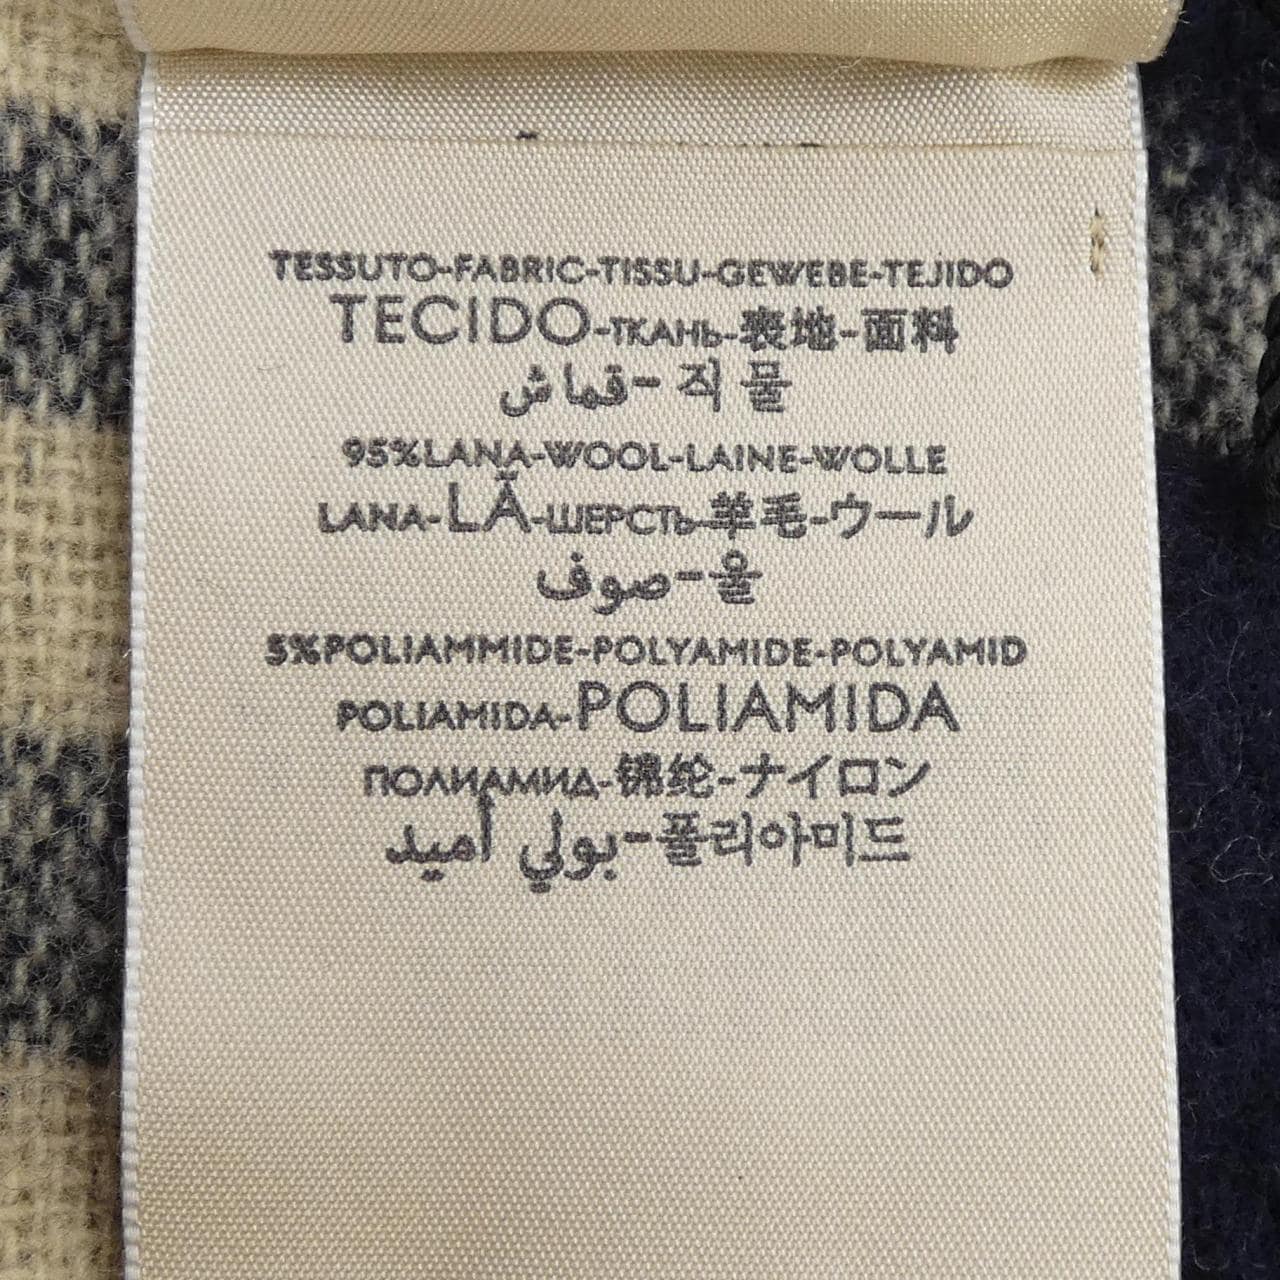 TESSUTO-FABRIC-TISSU-GEWEBE-TEJIDO
TECIDO-ТКАНЬ-表地-面料
قماش-직물
95%LANA-WOOL-LAINE-WOLLE
LANA-LÃ-ШЕРСТЬ-羊毛-ウール
صوف-울
5%POLIAMMIDE-POLYAMIDE-POLYAMID
POLIAMIDA-POLIAMIDA
ПОЛИАМИД-锦纶-ナイロン
بولي أميد-폴리아미드